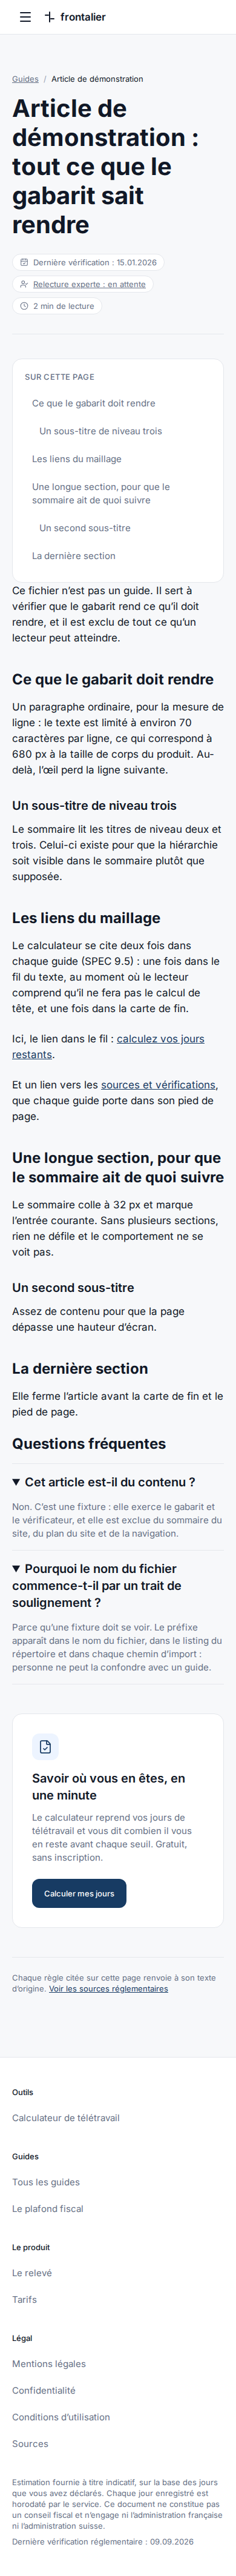 frontalier
Guides / Article de démonstration
Article de
démonstration :
tout ce que le
gabarit sait
rendre
Dernière vérification : 15.01.2026
Relecture experte : en attente
2 min de lecture
SUR CETTE PAGE
Ce que le gabarit doit rendre
Un sous-titre de niveau trois
Les liens du maillage
Une longue section, pour que le
sommaire ait de quoi suivre
Un second sous-titre
La dernière section
Ce fichier n’est pas un guide. Il sert à
vérifier que le gabarit rend ce qu’il doit
rendre, et il est exclu de tout ce qu’un
lecteur peut atteindre.
Ce que le gabarit doit rendre
Un paragraphe ordinaire, pour la mesure de
ligne : le texte est limité à environ 70
caractères par ligne, ce qui correspond à
680 px à la taille de corps du produit. Au-
delà, l’œil perd la ligne suivante.
Un sous-titre de niveau trois
Le sommaire lit les titres de niveau deux et
trois. Celui-ci existe pour que la hiérarchie
soit visible dans le sommaire plutôt que
supposée.
Les liens du maillage
Le calculateur se cite deux fois dans
chaque guide (SPEC 9.5) : une fois dans le
fil du texte, au moment où le lecteur
comprend qu’il ne fera pas le calcul de
tête, et une fois dans la carte de fin.
Ici, le lien dans le fil : calculez vos jours
restants.
Et un lien vers les sources et vérifications,
que chaque guide porte dans son pied de
page.
Une longue section, pour que
le sommaire ait de quoi suivre
Le sommaire colle à 32 px et marque
l’entrée courante. Sans plusieurs sections,
rien ne défile et le comportement ne se
voit pas.
Un second sous-titre
Assez de contenu pour que la page
dépasse une hauteur d’écran.
La dernière section
Elle ferme l’article avant la carte de fin et le
pied de page.
Questions fréquentes
Cet article est-il du contenu ?
Non. C’est une fixture : elle exerce le gabarit et
le vérificateur, et elle est exclue du sommaire du
site, du plan du site et de la navigation.
Pourquoi le nom du fichier
commence-t-il par un trait de
soulignement ?
Parce qu’une fixture doit se voir. Le préfixe
apparaît dans le nom du fichier, dans le listing du
répertoire et dans chaque chemin d’import :
personne ne peut la confondre avec un guide.
Savoir où vous en êtes, en
une minute
Le calculateur reprend vos jours de
télétravail et vous dit combien il vous
en reste avant chaque seuil. Gratuit,
sans inscription.
Calculer mes jours
Chaque règle citée sur cette page renvoie à son texte
d’origine. Voir les sources réglementaires
Outils
Calculateur de télétravail
Guides
Tous les guides
Le plafond fiscal
Le produit
Le relevé
Tarifs
Légal
Mentions légales
Confidentialité
Conditions d’utilisation
Sources
Estimation fournie à titre indicatif, sur la base des jours
que vous avez déclarés. Chaque jour enregistré est
horodaté par le service. Ce document ne constitue pas
un conseil fiscal et n’engage ni l’administration française
ni l’administration suisse.
Dernière vérification réglementaire : 09.09.2026